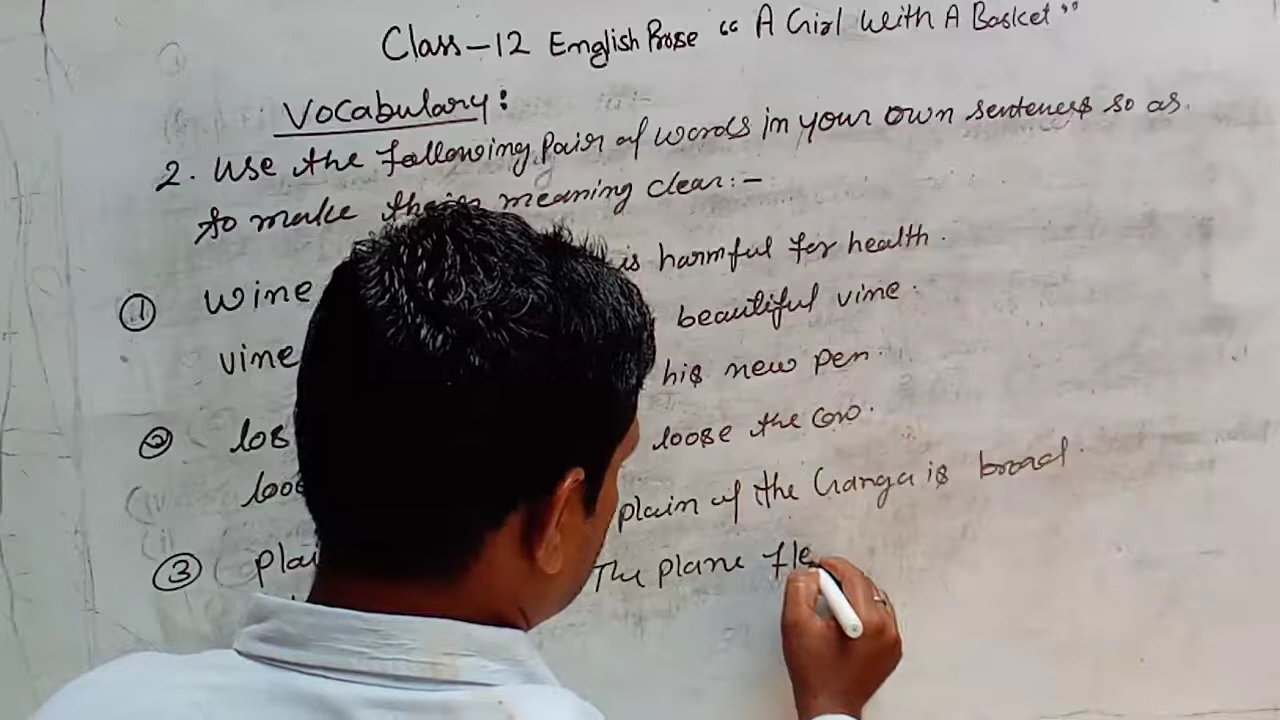 Class-12 English Prose "A Girl With A Basket"
Vocabulary:
2. Use the following pair of words in your own sentences so as
to make their meaning clear:-
① wine is harmful for health.
vine beautiful vine.
his new pen.
② loose the cow.
plain of the Ganga is broad.
③ The plane fle